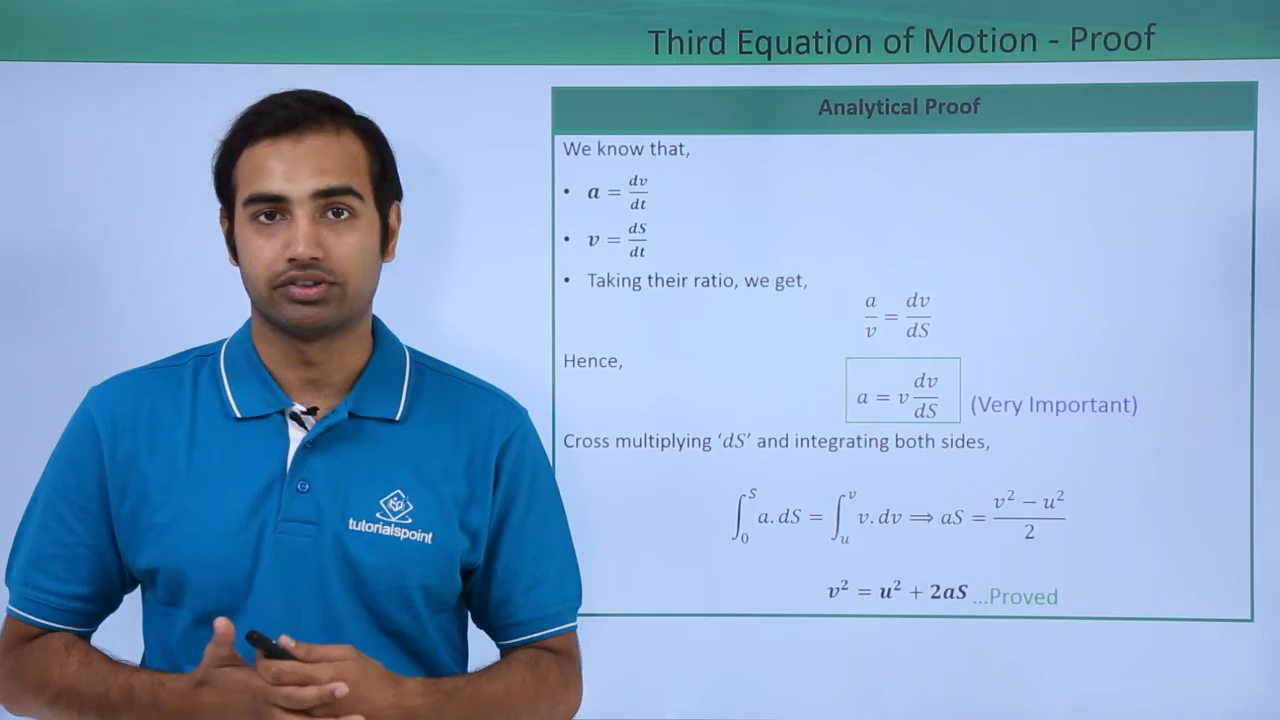 Third Equation of Motion - Proof
Analytical Proof
We know that,
• a = dv/dt
• v = dS/dt
• Taking their ratio, we get,
a/v = dv/dS
Hence,
a = v dv/dS (Very Important)
Cross multiplying ‘dS’ and integrating both sides,
∫₀ˢ a. dS = ∫ᵤᵛ v. dv ⟹ aS = (v² − u²)/2
v² = u² + 2aS ...Proved
tutorialspoint